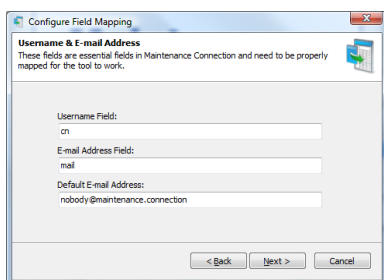 Configure Field Mapping
Username & E-mail Address
These fields are essential fields in Maintenance Connection and need to be properly
mapped for the tool to work.
Username Field:
cn
E-mail Address Field:
mail
Default E-mail Address:
nobody@maintenance.connection
< Back Next > Cancel